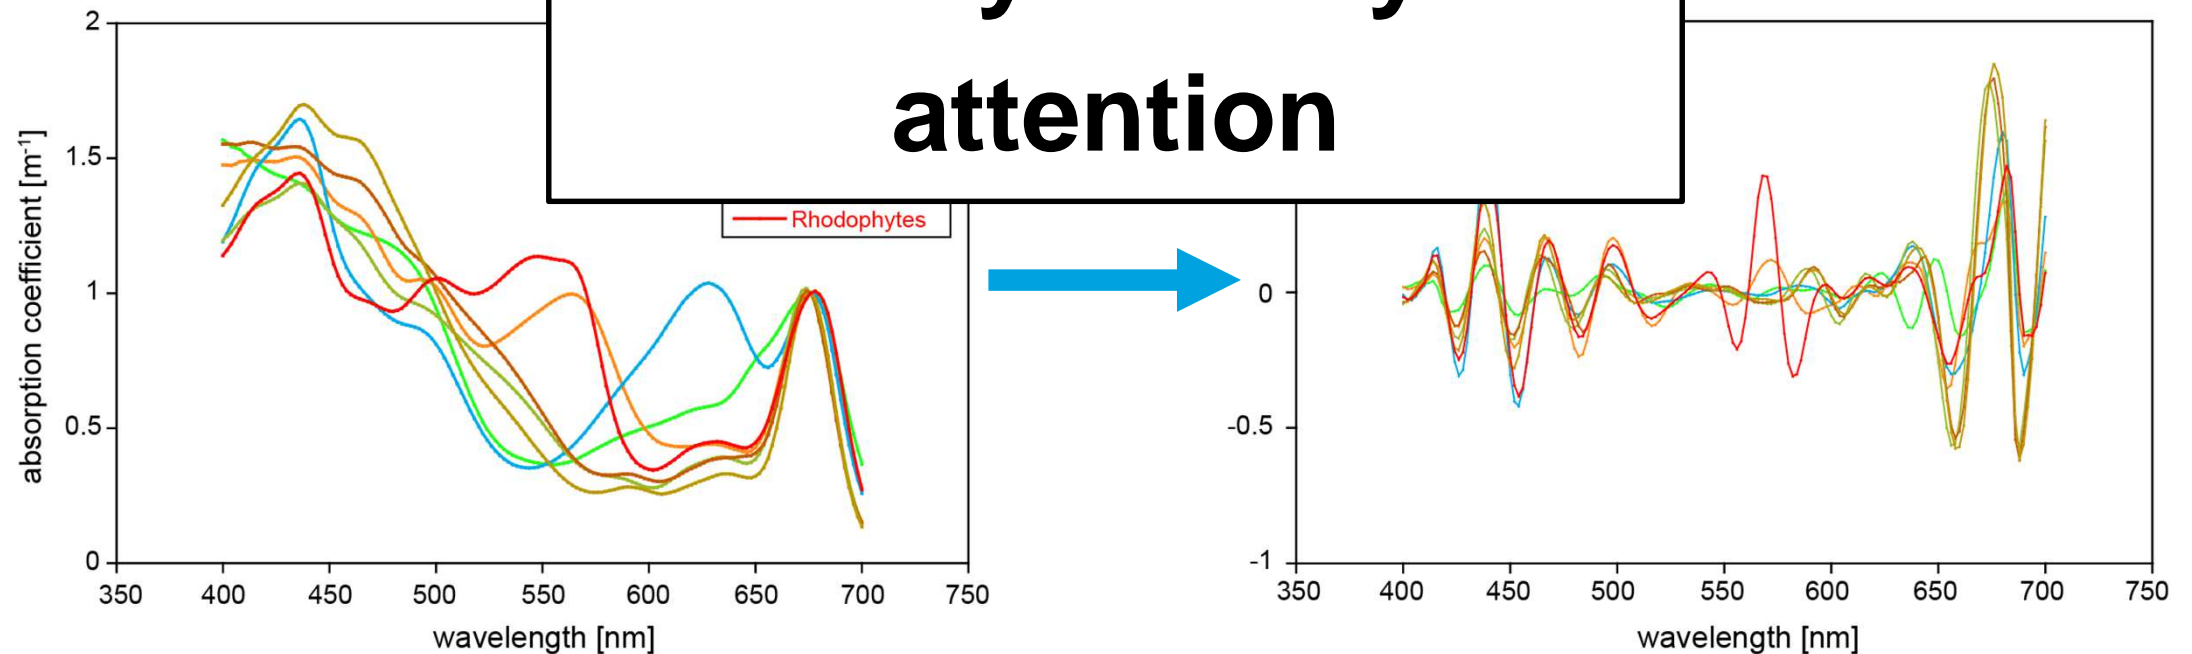 attention
2
1.5
1
0.5
0
absorption coefficient [m⁻¹]
350 400 450 500 550 600 650 700 750
wavelength [nm]
Rhodophytes
0
-0.5
-1
350 400 450 500 550 600 650 700 750
wavelength [nm]